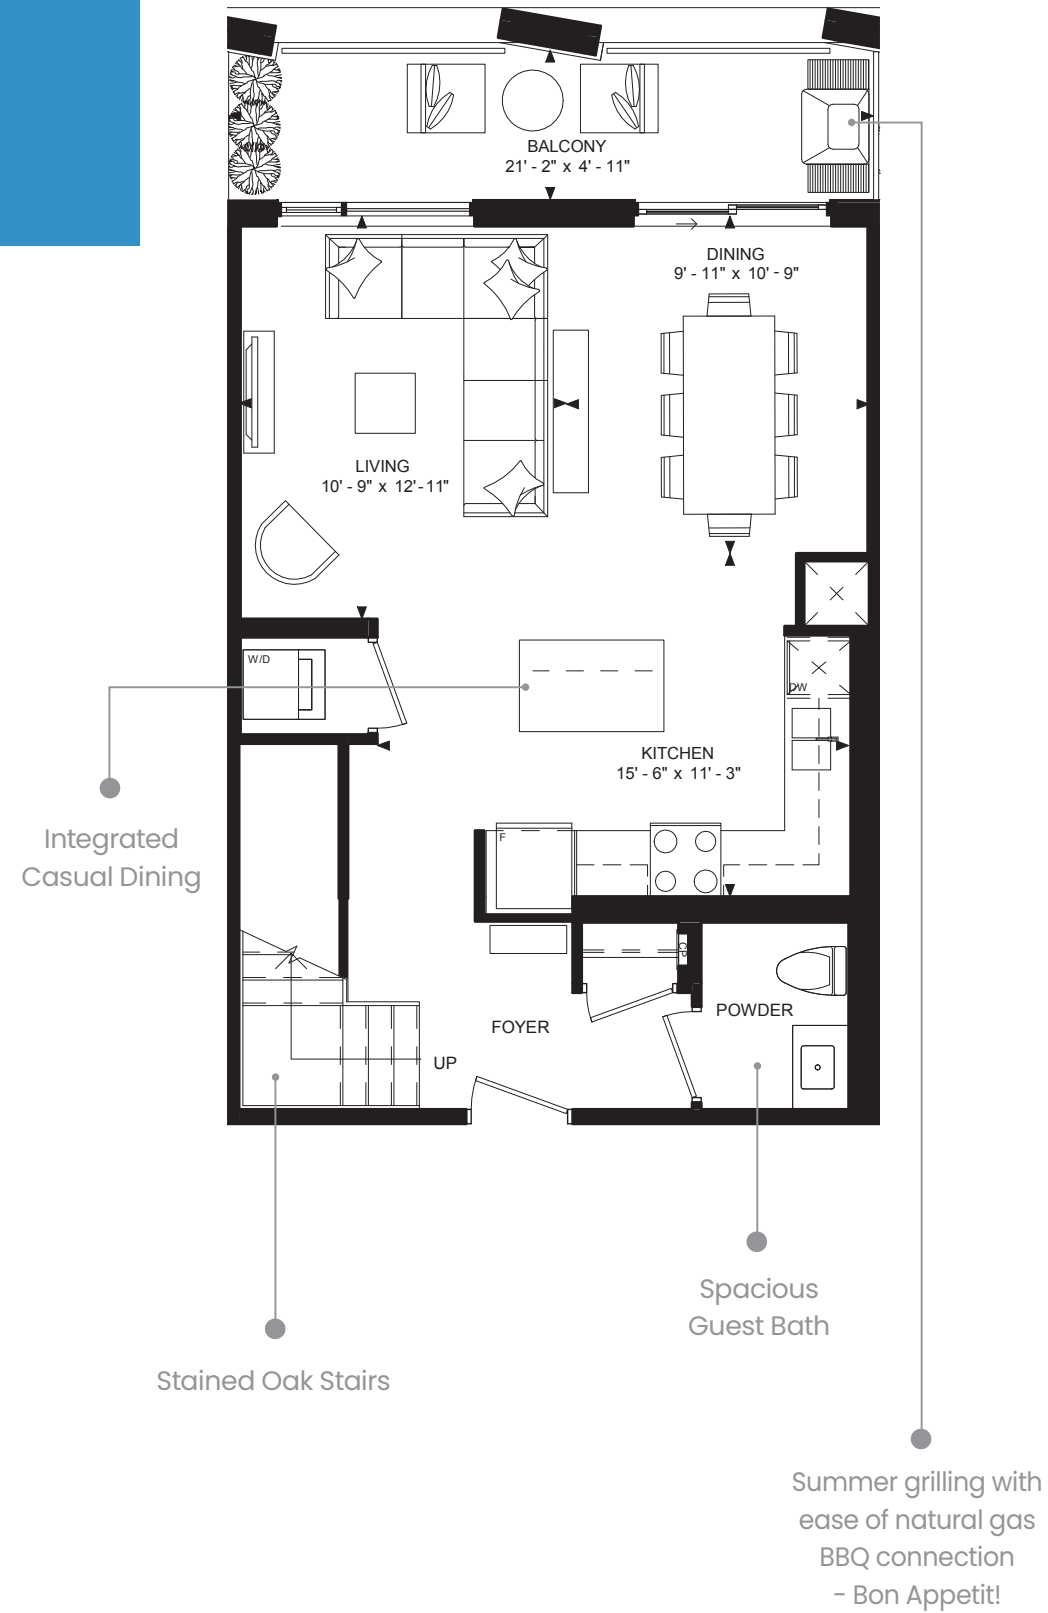 BALCONY
21' - 2" x 4' - 11"
DINING
9' - 11" x 10' - 9"
LIVING
10' - 9" x 12'-11"
W/D
DW
KITCHEN
15' - 6" x 11' - 3"
Integrated
Casual Dining
F
CP
POWDER
FOYER
UP
Spacious
Guest Bath
Stained Oak Stairs
Summer grilling with
ease of natural gas
BBQ connection
- Bon Appetit!